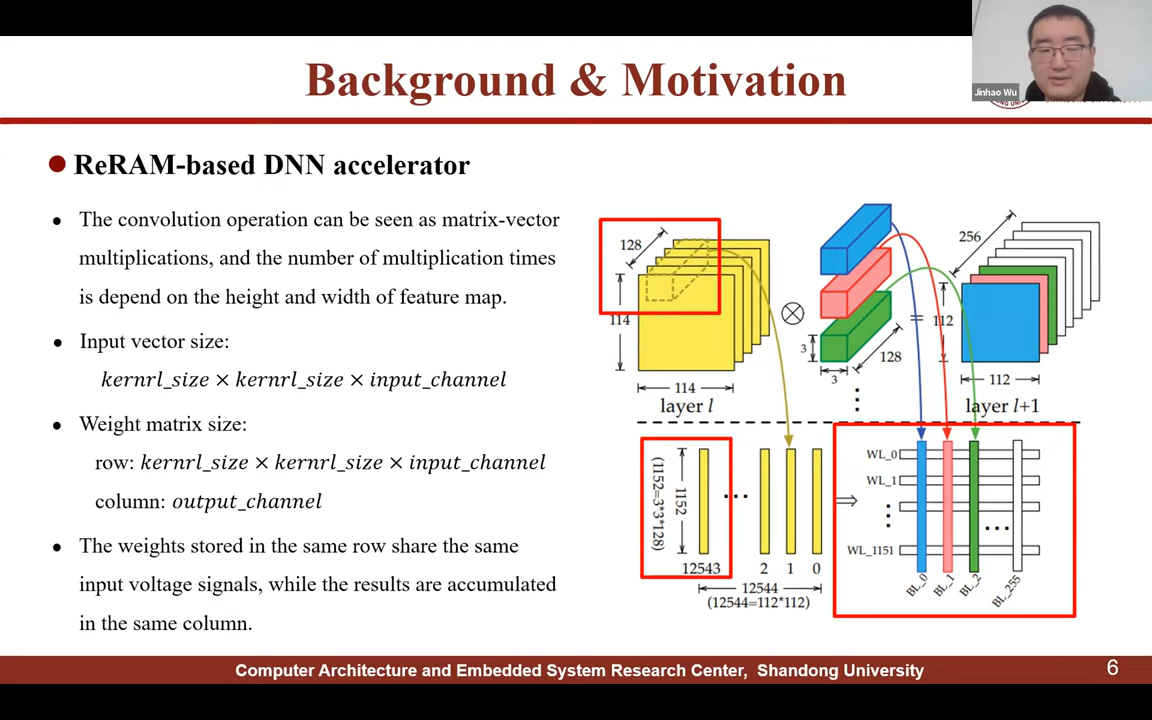 Background & Motivation
Jinhao Wu
ReRAM-based DNN accelerator
The convolution operation can be seen as matrix-vector
multiplications, and the number of multiplication times
is depend on the height and width of feature map.
Input vector size:
kernrl_size × kernrl_size × input_channel
Weight matrix size:
row: kernrl_size × kernrl_size × input_channel
column: output_channel
The weights stored in the same row share the same
input voltage signals, while the results are accumulated
in the same column.
128
114
114
layer l
⊗
3
3
128
=
256
112
112
layer l+1
(1152=3*3*128)
1152
12543
2
1
0
12544
(12544=112*112)
WL_0
WL_1
WL_1151
BL_0
BL_1
BL_2
BL_255
Computer Architecture and Embedded System Research Center, Shandong University
6